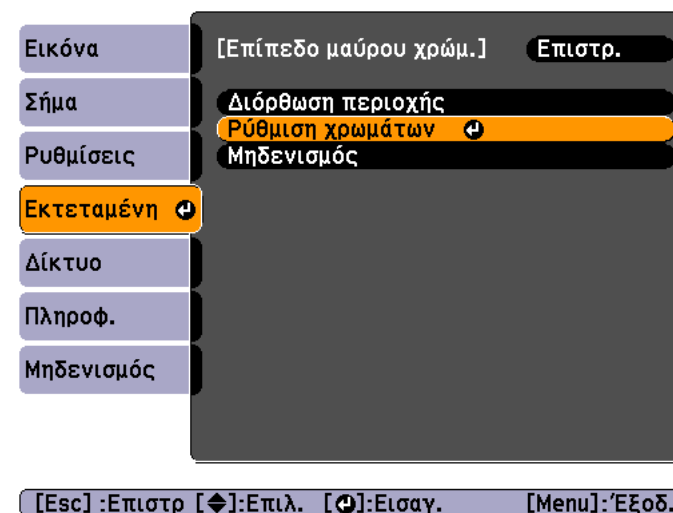 Εικόνα
Σήμα
Ρυθμίσεις
Εκτεταμένη
Δίκτυο
Πληροφ.
Μηδενισμός
[Επίπεδο μαύρου χρώμ.] Επιστρ.
Διόρθωση περιοχής
Ρύθμιση χρωμάτων
Μηδενισμός
[Esc] :Επιστρ [◆]:Επιλ. [⏎]:Εισαγ. [Menu]:Έξοδ.